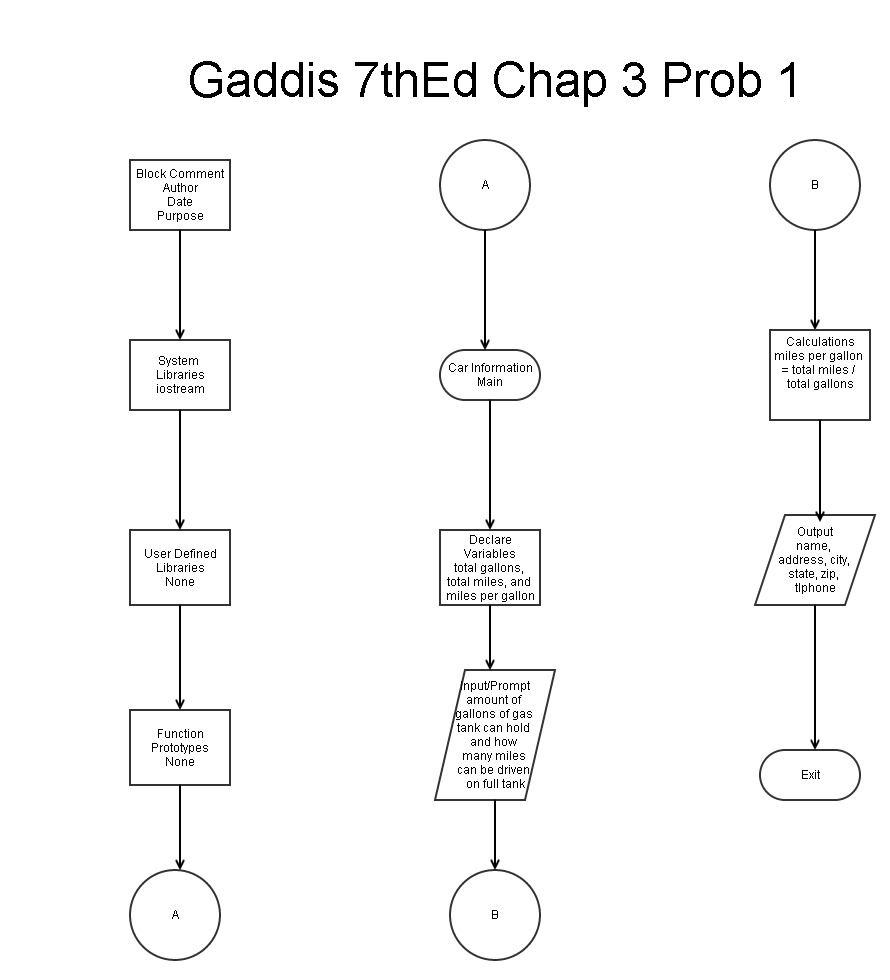 Gaddis 7thEd Chap 3 Prob 1
Block Comment
Author
Date
Purpose
System
Libraries
iostream
User Defined
Libraries
None
Function
Prototypes
None
A
A
Car Information
Main
Declare
Variables
total gallons,
total miles, and
miles per gallon
Input/Prompt
amount of
gallons of gas
tank can hold
and how
many miles
can be driven
on full tank
B
B
Calculations
miles per gallon
= total miles /
total gallons
Output
name,
address, city,
state, zip,
tlphone
Exit